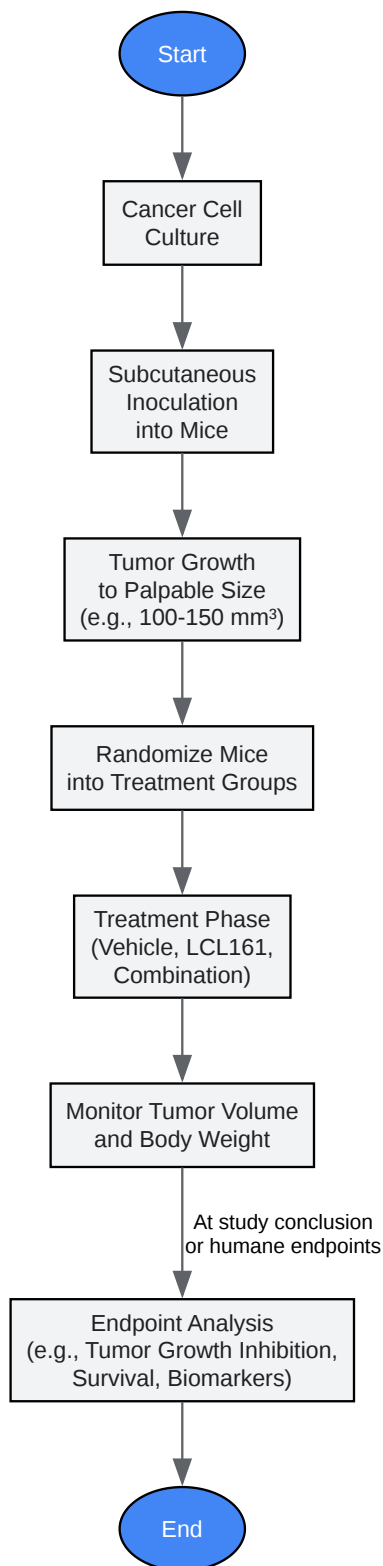 Start
Cancer Cell
Culture
Subcutaneous
Inoculation
into Mice
Tumor Growth
to Palpable Size
(e.g., 100-150 mm³)
Randomize Mice
into Treatment Groups
Treatment Phase
(Vehicle, LCL161,
Combination)
Monitor Tumor Volume
and Body Weight
At study conclusion
or humane endpoints
Endpoint Analysis
(e.g., Tumor Growth Inhibition,
Survival, Biomarkers)
End